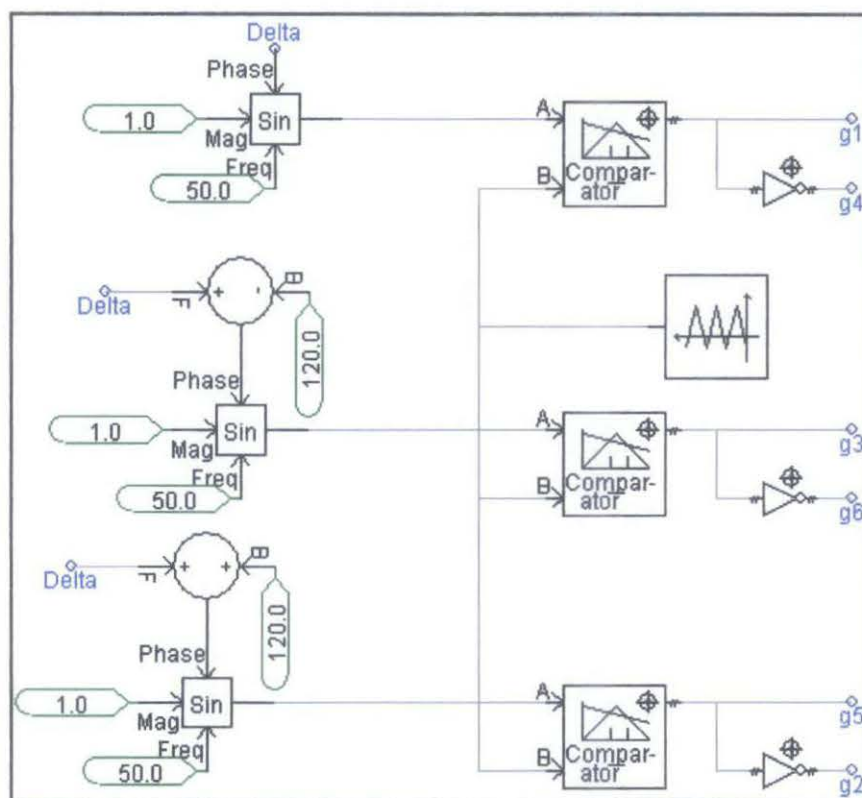 Delta
Phase
1.0
Sin
Mag
Freq
50.0
A
B
Compar-
ator
g1
g4
Delta
+
-
F
B
120.0
Phase
1.0
Sin
Mag
Freq
50.0
A
B
Compar-
ator
g3
g6
Delta
+
+
F
B
120.0
Phase
1.0
Sin
Mag
Freq
50.0
A
B
Compar-
ator
g5
g2